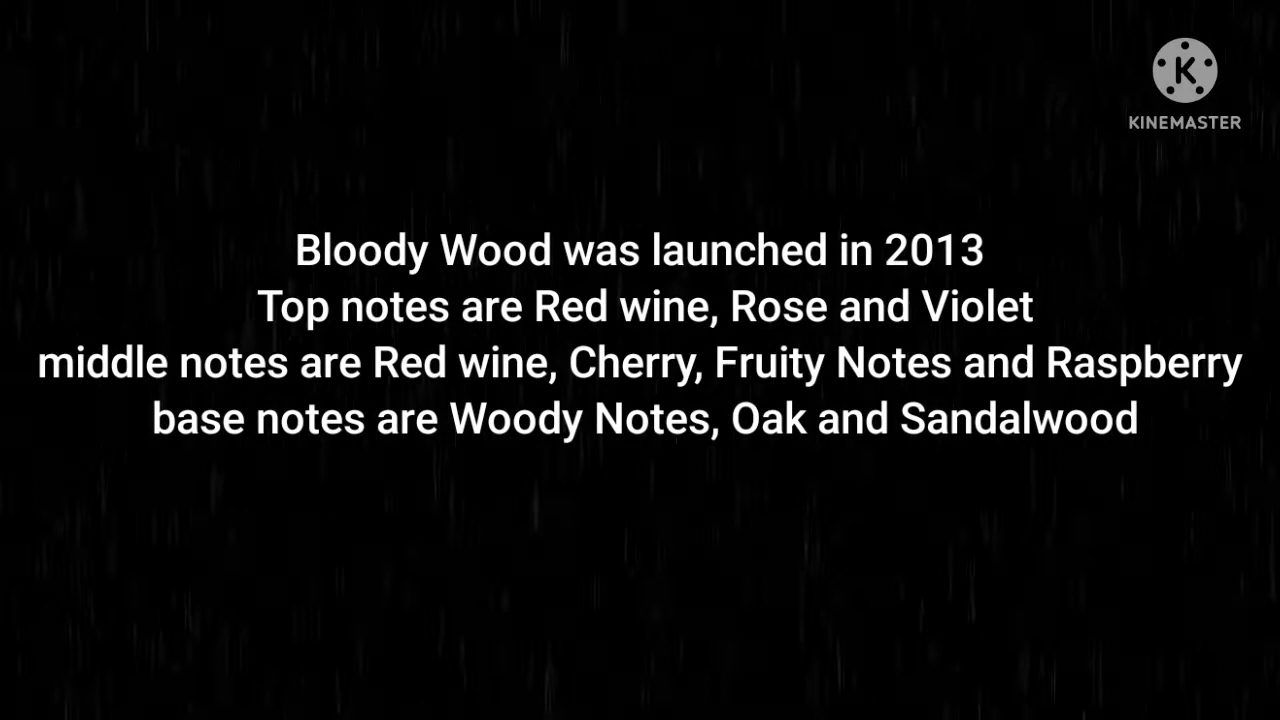 KINEMASTER
Bloody Wood was launched in 2013
Top notes are Red wine, Rose and Violet
middle notes are Red wine, Cherry, Fruity Notes and Raspberry
base notes are Woody Notes, Oak and Sandalwood